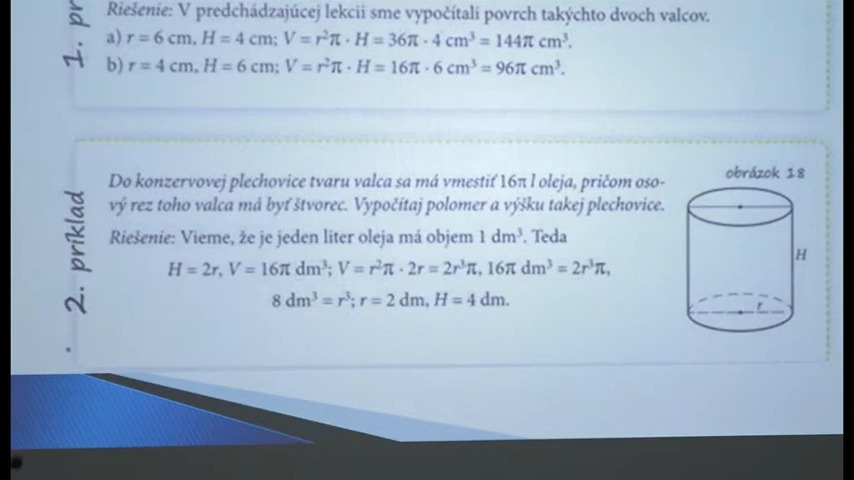 1. pr
Riešenie: V predchádzajúcej lekcii sme vypočítali povrch takýchto dvoch valcov.
a) r = 6 cm, H = 4 cm; V = r²π · H = 36π · 4 cm³ = 144π cm³.
b) r = 4 cm, H = 6 cm; V = r²π · H = 16π · 6 cm³ = 96π cm³.
2. príklad
Do konzervovej plechovice tvaru valca sa má vmestiť 16π l oleja, pričom oso-
vý rez toho valca má byť štvorec. Vypočítaj polomer a výšku takej plechovice.
Riešenie: Vieme, že je jeden liter oleja má objem 1 dm³. Teda
H = 2r, V = 16π dm³; V = r²π · 2r = 2r³π, 16π dm³ = 2r³π,
8 dm³ = r³; r = 2 dm, H = 4 dm.
obrázok 18
H
r